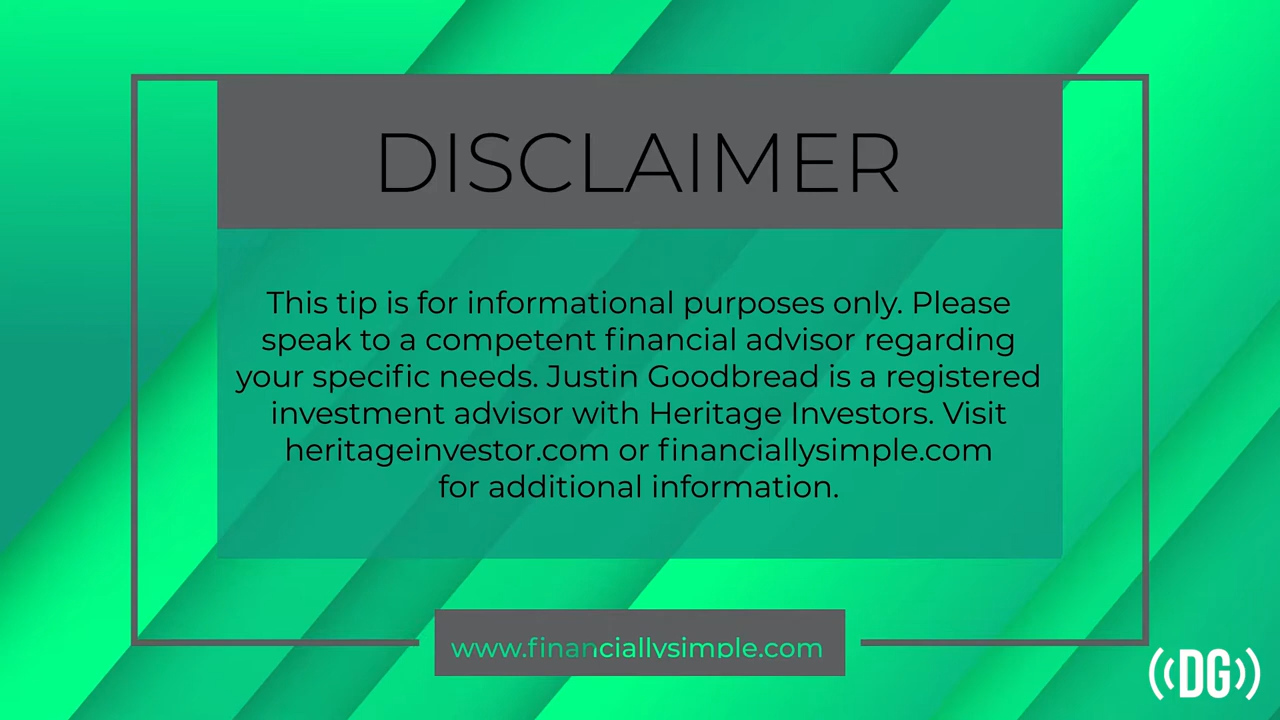 DISCLAIMER
This tip is for informational purposes only. Please
speak to a competent financial advisor regarding
your specific needs. Justin Goodbread is a registered
investment advisor with Heritage Investors. Visit
heritageinvestor.com or financiallysimple.com
for additional information.
www.financiallysimple.com
((DG))